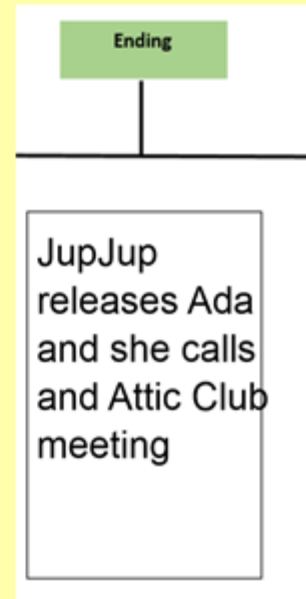 Ending
JupJup
releases Ada
and she calls
and Attic Club
meeting